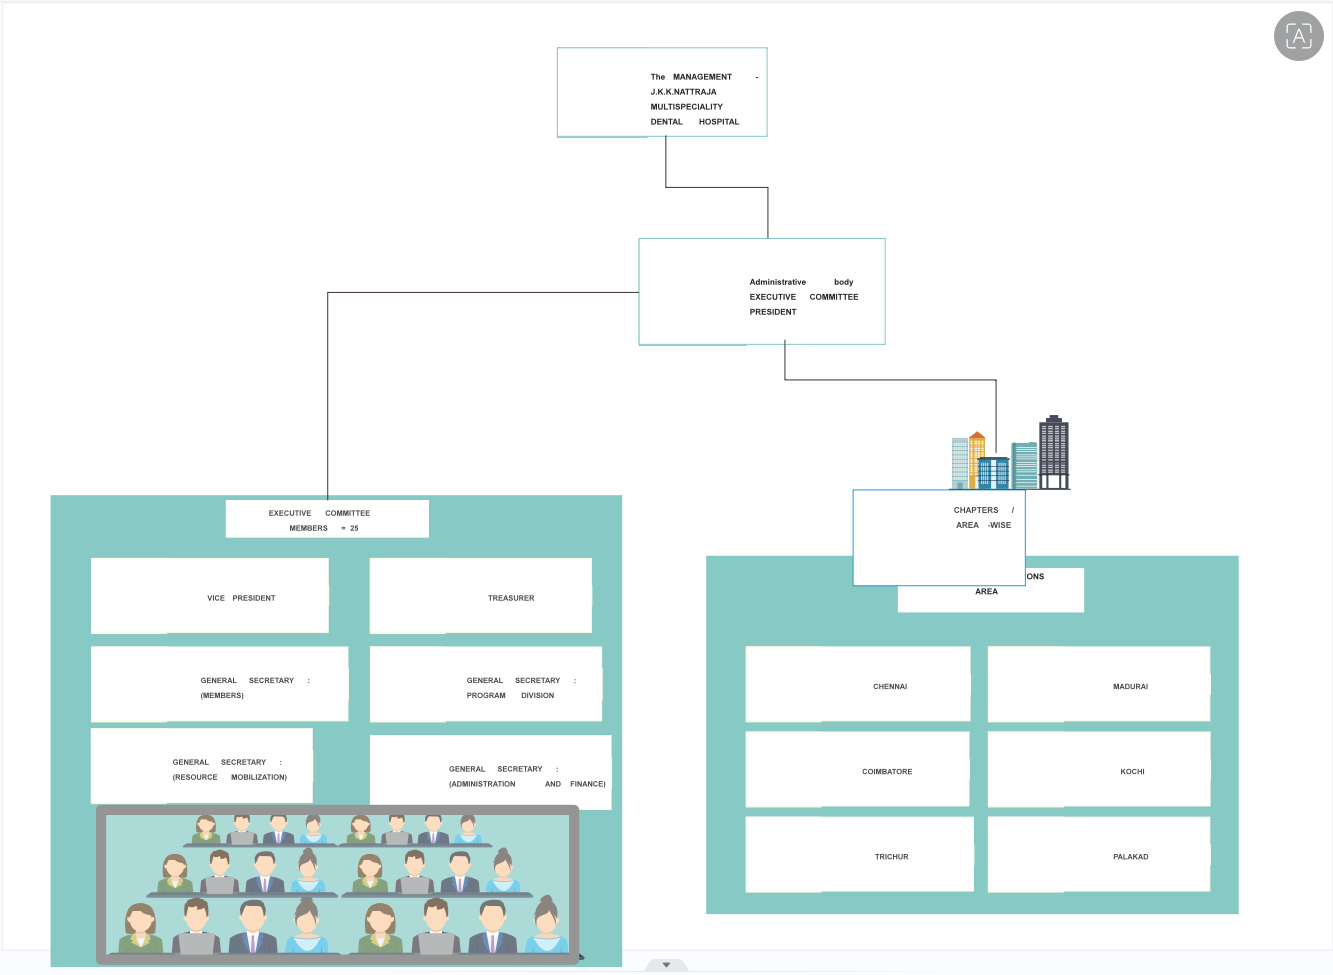 The MANAGEMENT -
J.K.K.NATTRAJA
MULTISPECIALITY
DENTAL HOSPITAL
Administrative body
EXECUTIVE COMMITTEE
PRESIDENT
EXECUTIVE COMMITTEE
MEMBERS = 25
VICE PRESIDENT
TREASURER
GENERAL SECRETARY :
(MEMBERS)
GENERAL SECRETARY :
PROGRAM DIVISION
GENERAL SECRETARY :
(RESOURCE MOBILIZATION)
GENERAL SECRETARY :
(ADMINISTRATION AND FINANCE)
CHAPTERS /
AREA -WISE
ONS
AREA
CHENNAI
MADURAI
COIMBATORE
KOCHI
TRICHUR
PALAKAD
A